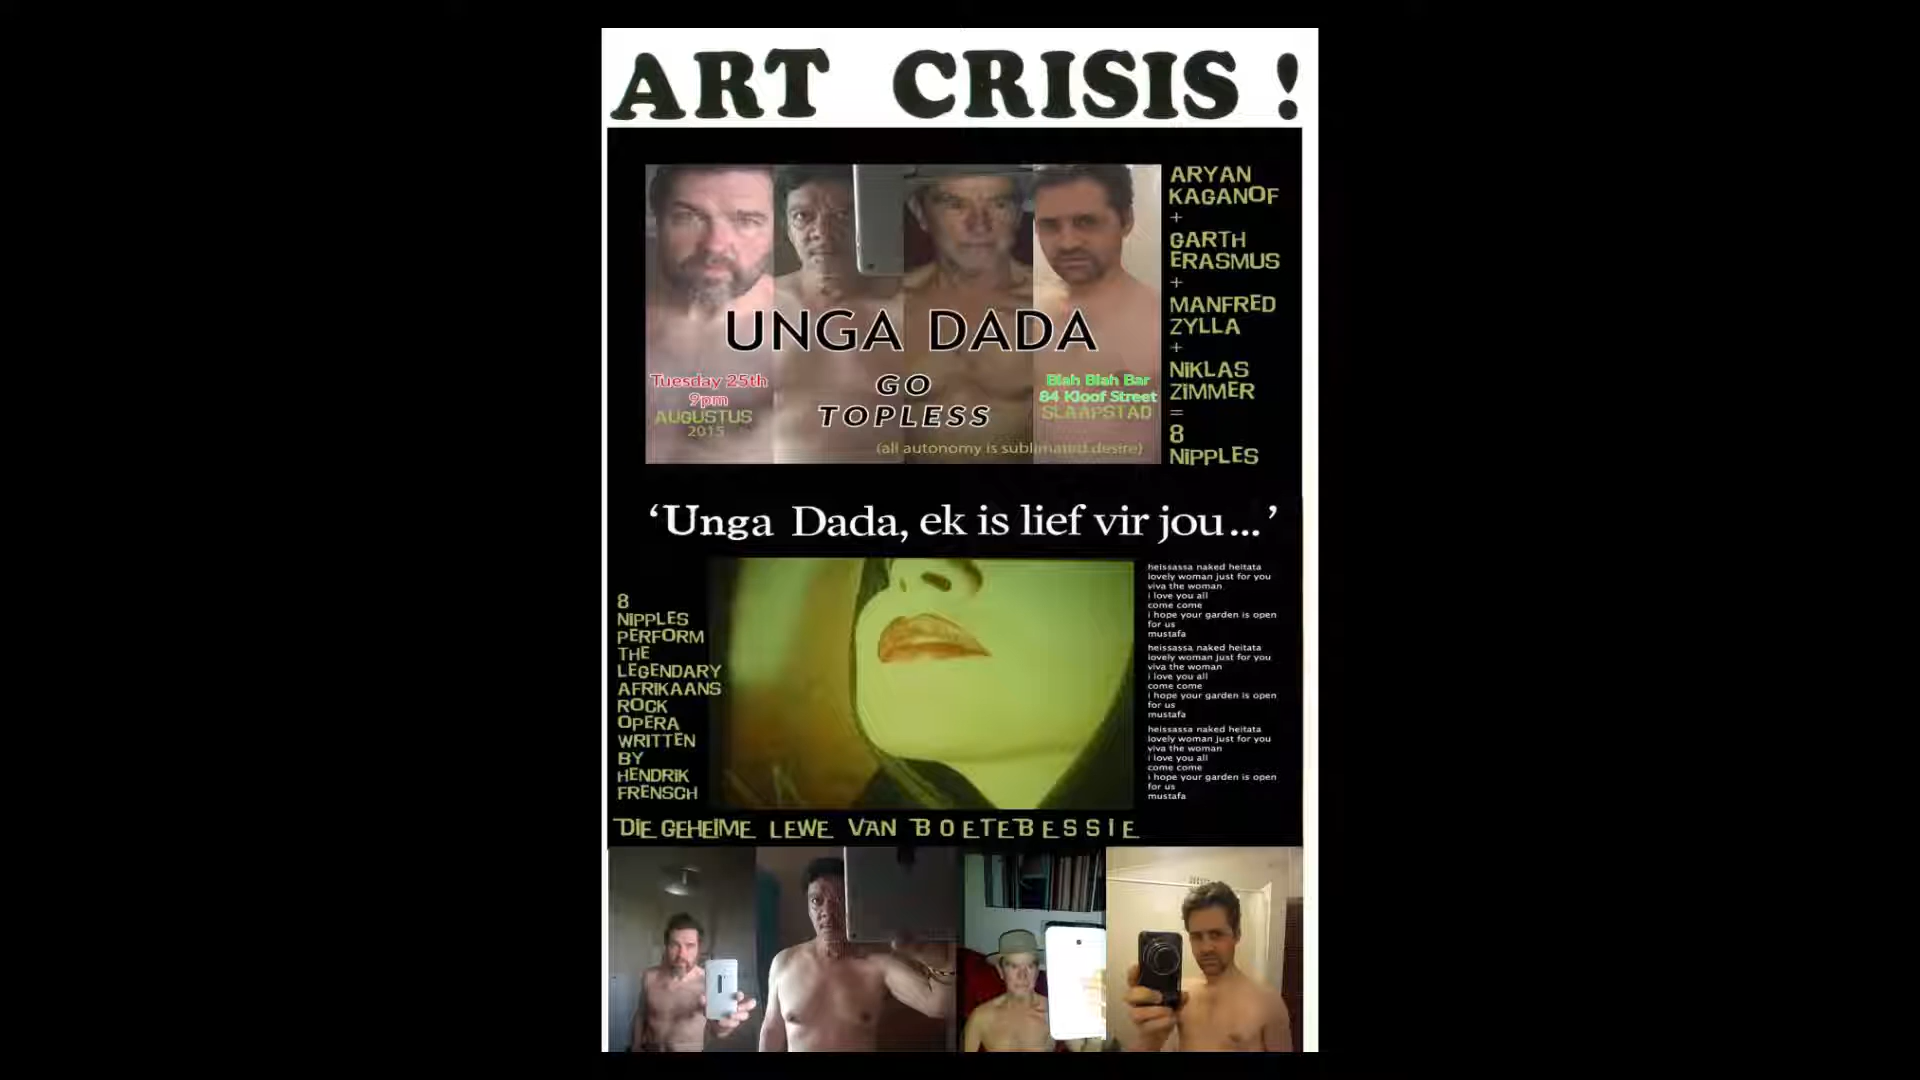 ART CRISIS !
UNGA DADA
GO
TOPLESS
(all autonomy is sublimated desire)
Tuesday 25th
9pm
AUGUSTUS
2015
Blah Blah Bar
84 Kloof Street
SLAAPSTAD
ARYAN
KAGANOF
+
GARTH
ERASMUS
+
MANFRED
ZYLLA
+
NIKLAS
ZIMMER
=
8
NIPPLES
‘Unga Dada, ek is lief vir jou...’
8
NIPPLES
PERFORM
THE
LEGENDARY
AFRIKAANS
ROCK
OPERA
WRITTEN
BY
HENDRIK
FRENSCH
heissassa naked heitata
lovely woman just for you
viva the woman
i love you all
come come
i hope your garden is open
for us
mustafa
heissassa naked heitata
lovely woman just for you
viva the woman
i love you all
come come
i hope your garden is open
for us
mustafa
heissassa naked heitata
lovely woman just for you
viva the woman
i love you all
come come
i hope your garden is open
for us
mustafa
DIE GEHEIME LEWE VAN BOETEBESSIE